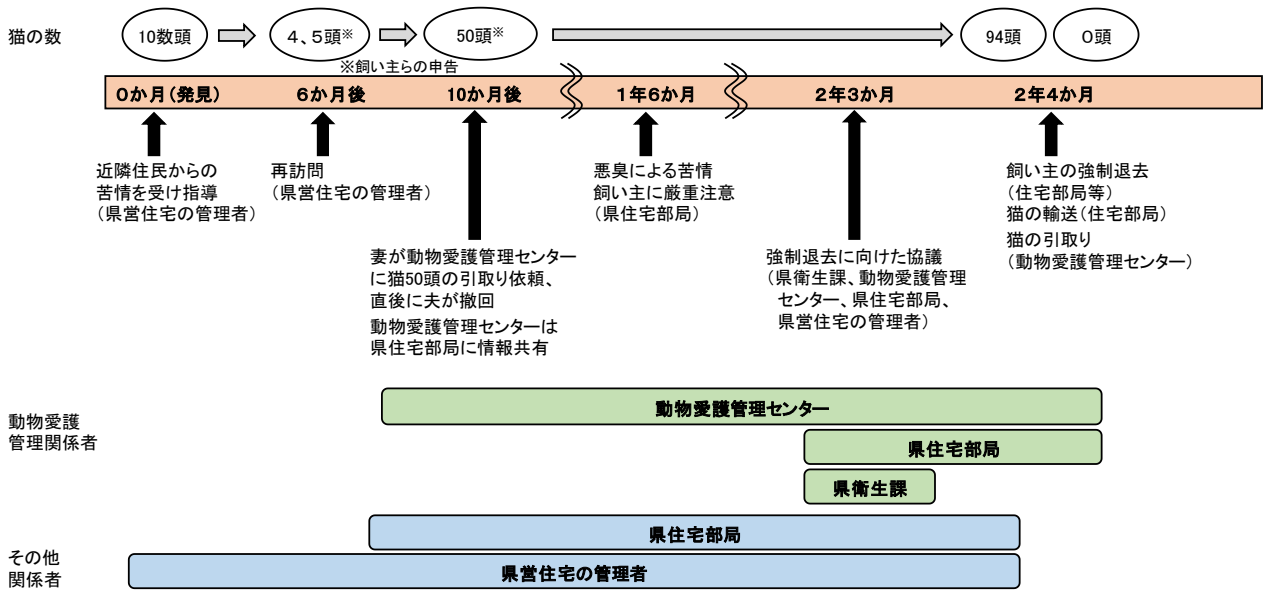 猫の数
10数頭
4、5頭※
50頭※
94頭
0頭
※飼い主らの申告
0か月(発見)
6か月後
10か月後
1年6か月
2年3か月
2年4か月
近隣住民からの
苦情を受け指導
(県営住宅の管理者)
再訪問
(県営住宅の管理者)
妻が動物愛護管理センター
に猫50頭の引取り依頼、
直後に夫が撤回
動物愛護管理センターは
県住宅部局に情報共有
悪臭による苦情
飼い主に厳重注意
(県住宅部局)
強制退去に向けた協議
(県衛生課、動物愛護管理
センター、県住宅部局、
県営住宅の管理者)
飼い主の強制退去
(住宅部局等)
猫の輸送(住宅部局)
猫の引取り
(動物愛護管理センター)
動物愛護
管理関係者
動物愛護管理センター
県住宅部局
県衛生課
その他
関係者
県住宅部局
県営住宅の管理者